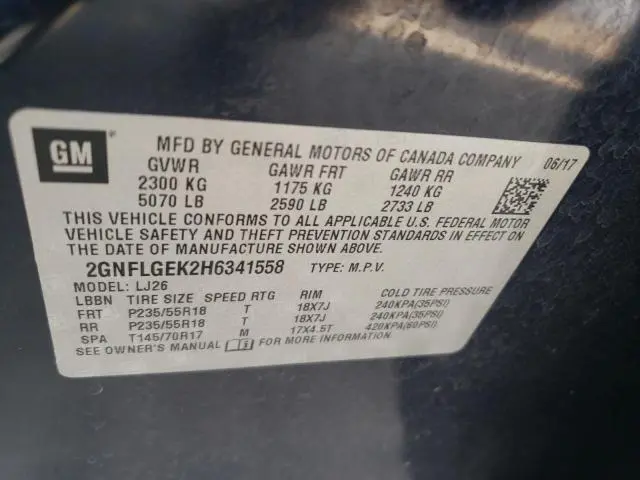 GM
MFD BY GENERAL MOTORS OF CANADA COMPANY 06/17
GVWR GAWR FRT GAWR RR
2300 KG 1175 KG 1240 KG
5070 LB 2590 LB 2733 LB
THIS VEHICLE CONFORMS TO ALL APPLICABLE U.S. FEDERAL MOTOR
VEHICLE SAFETY AND THEFT PREVENTION STANDARDS IN EFFECT ON
THE DATE OF MANUFACTURE SHOWN ABOVE.
2GNFLGEK2H6341558 TYPE: M.P.V.
MODEL: LJ26
LBBN TIRE SIZE SPEED RTG RIM COLD TIRE PRESSURE
FRT P235/55R18 T 18X7J 240KPA(35PSI)
RR P235/55R18 T 18X7J 240KPA(35PSI)
SPA T145/70R17 M 17X4.5T 420KPA(60PSI)
SEE OWNER'S MANUAL FOR MORE INFORMATION